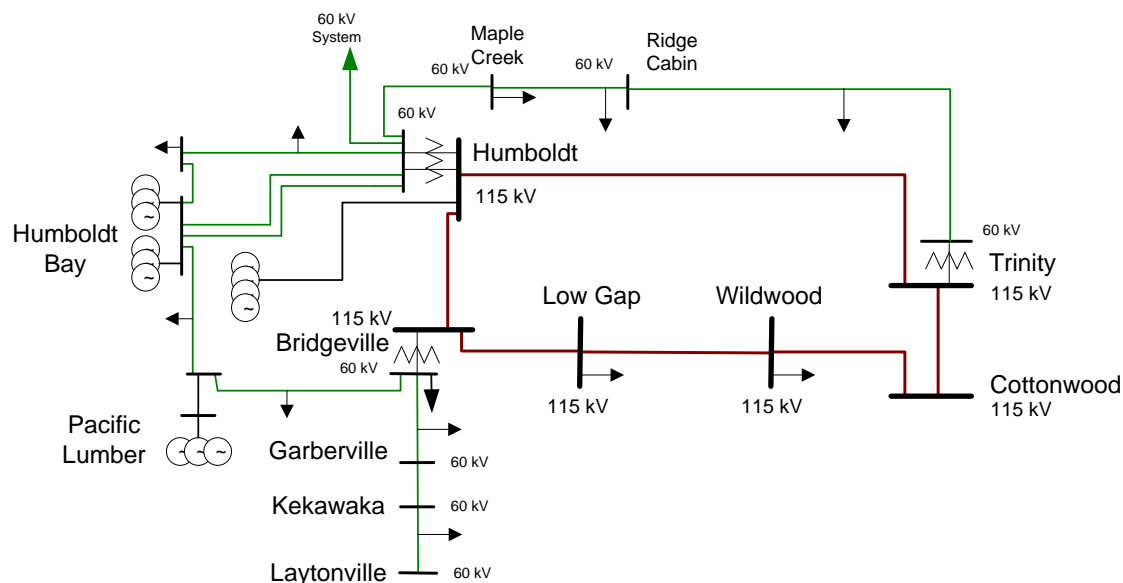 60 kV
System
Maple
Creek
Ridge
Cabin
60 kV
60 kV
60 kV
Humboldt
115 kV
~
~
~
~
~
~
Humboldt
Bay
60 kV
Trinity
115 kV
Low Gap
Wildwood
115 kV
Bridgeville
60 kV
115 kV
115 kV
Cottonwood
115 kV
Pacific
Lumber
~ ~ ~
Garberville
60 kV
Kekawaka
60 kV
Laytonville
60 kV